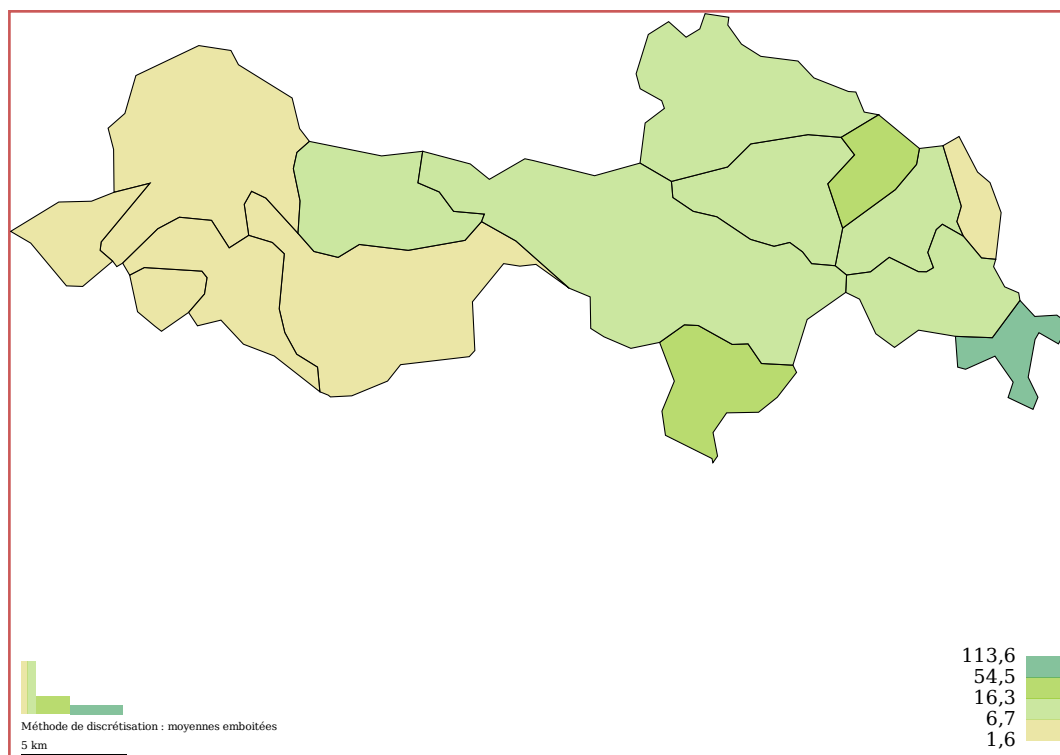 113,6
54,5
16,3
6,7
1,6
Méthode de discrétisation : moyennes emboitées
5 km